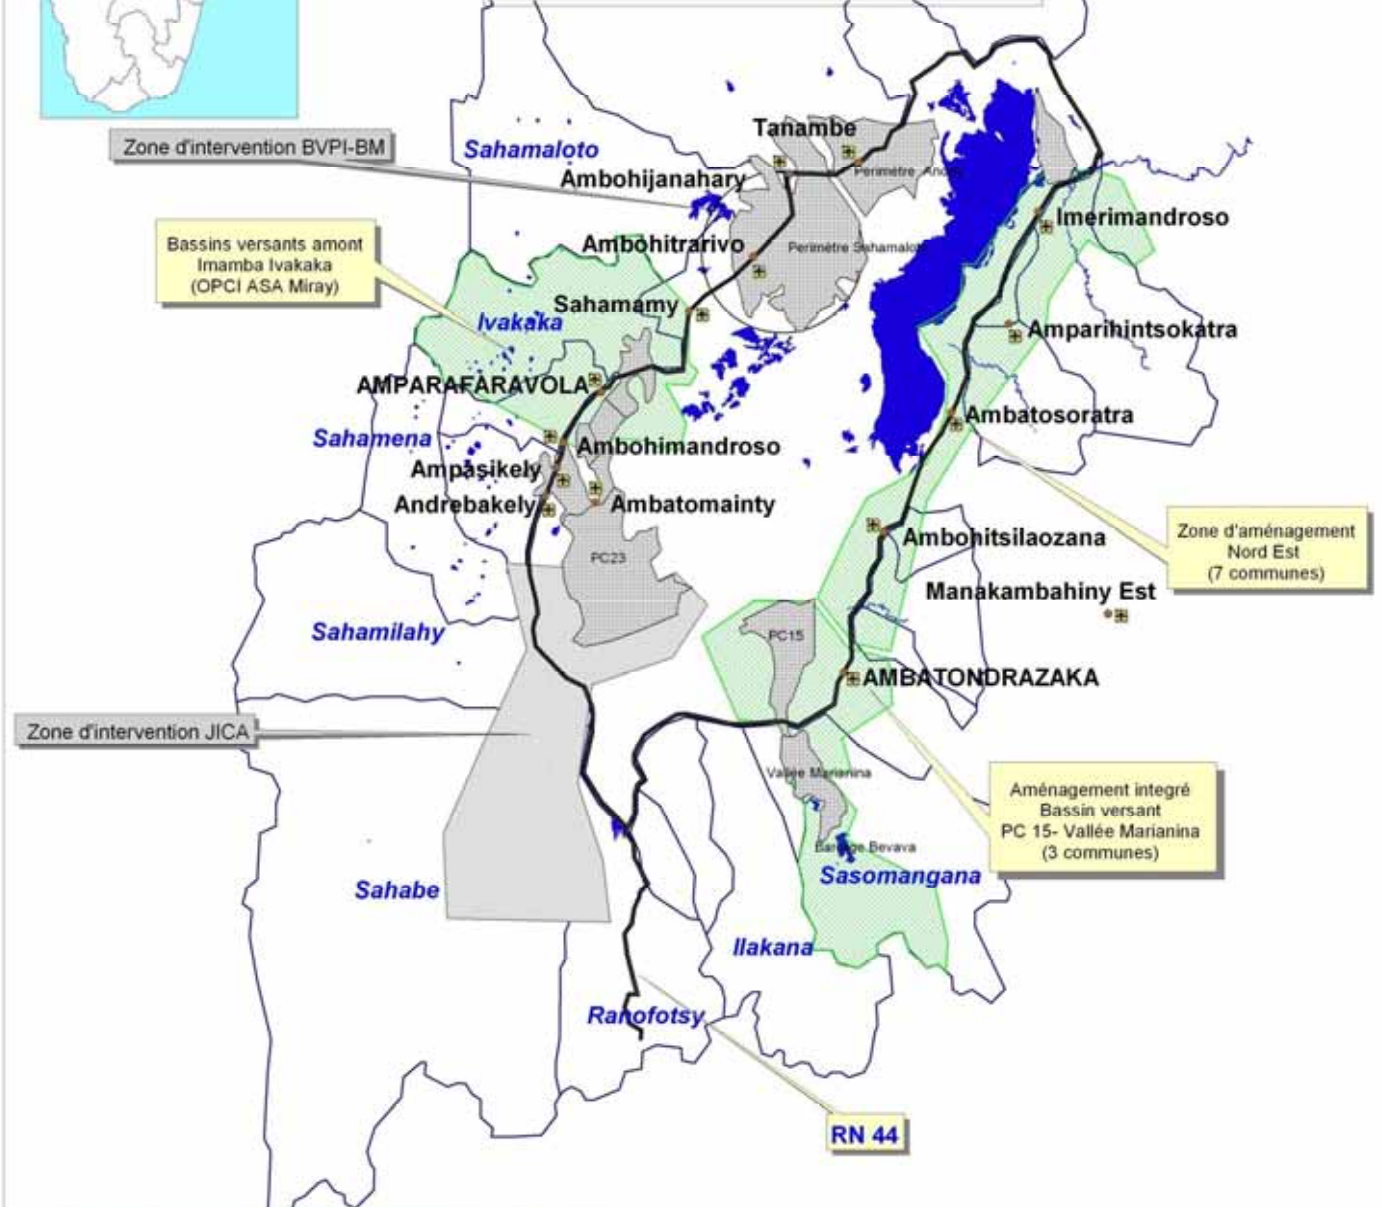 Tanambe
Zone d'intervention BVPI-BM
Sahamaloto
Perimètre
Ambohijanahary
Imerimandroso
Bassins versants amont
Imamba Ivakaka
(OPCI ASA Miray)
Ambohitrarivo
Perimètre Sahamalot
Sahamamy
Ivakaka
Amparihintsokatra
AMPARAFARAVOLA
Ambatosoratra
Sahamena
Ambohimandroso
Ampasikely
Andrebakely
Ambatomainty
Zone d'aménagement
Nord Est
(7 communes)
Ambohitsilaozana
PC23
Manakambahiny Est
Sahamilahy
PC15
AMBATONDRAZAKA
Zone d'intervention JICA
Vallée Marianina
Aménagement integré
Bassin versant
PC 15- Vallée Marianina
(3 communes)
Barrage Bevava
Sasomangana
Sahabe
Ilakana
Ranofotsy
RN 44